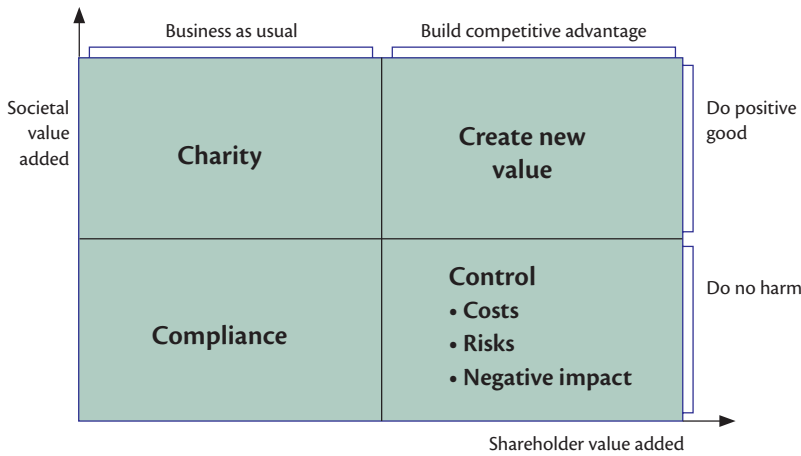 Business as usual
Build competitive advantage
Societal
value
added
Do positive
good
Charity
Create new
value
Compliance
Control
• Costs
• Risks
• Negative impact
Do no harm
Shareholder value added